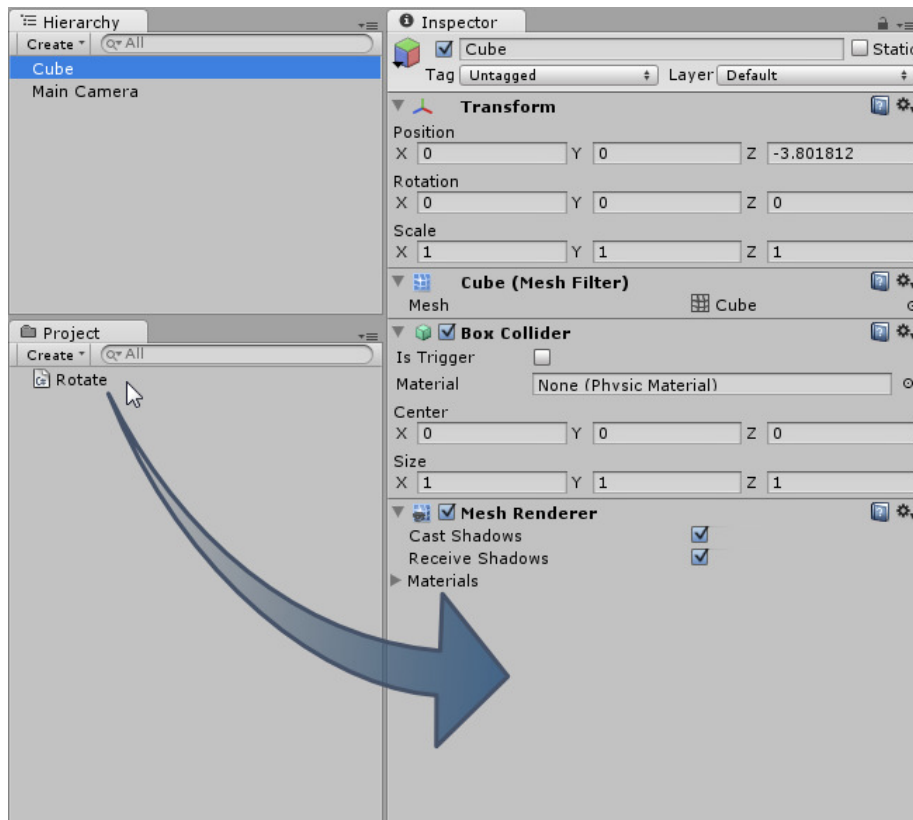 Hierarchy
Create
All
Cube
Main Camera
Project
Create
All
Rotate
Inspector
Cube
Static
Tag Untagged Layer Default
Transform
Position
X 0 Y 0 Z -3.801812
Rotation
X 0 Y 0 Z 0
Scale
X 1 Y 1 Z 1
Cube (Mesh Filter)
Mesh Cube
Box Collider
Is Trigger
Material None (Physic Material)
Center
X 0 Y 0 Z 0
Size
X 1 Y 1 Z 1
Mesh Renderer
Cast Shadows
Receive Shadows
Materials